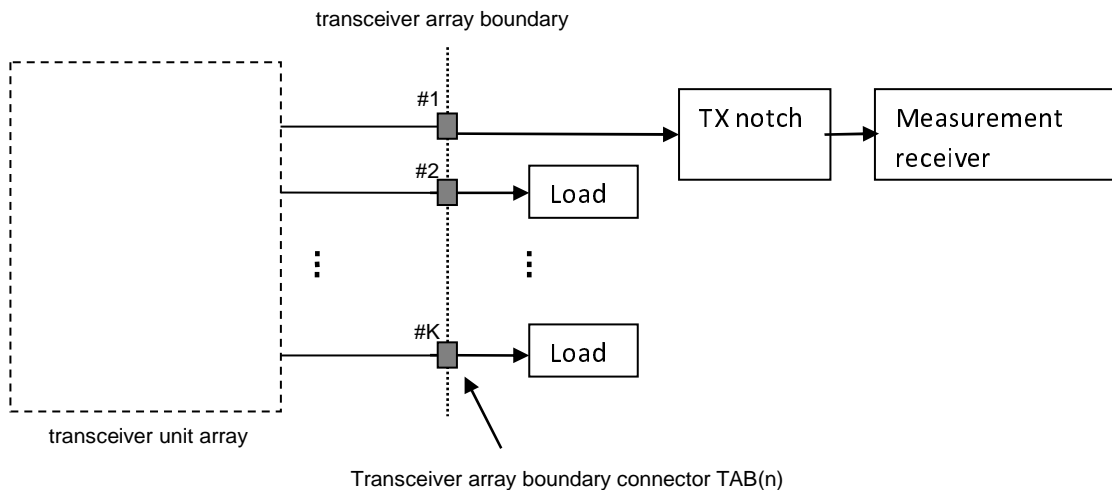 transceiver array boundary
#1
TX notch
Measurement
receiver
#2
Load
#K
Load
transceiver unit array
Transceiver array boundary connector TAB(n)